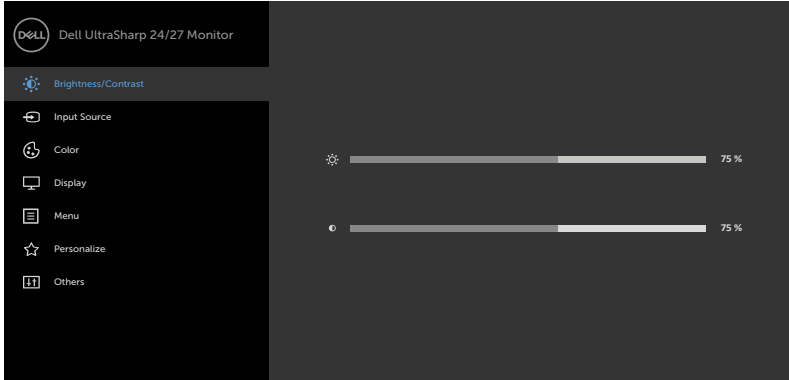 DELL
Dell UltraSharp 24/27 Monitor
Brightness/Contrast
Input Source
Color
75 %
Display
Menu
75 %
Personalize
Others